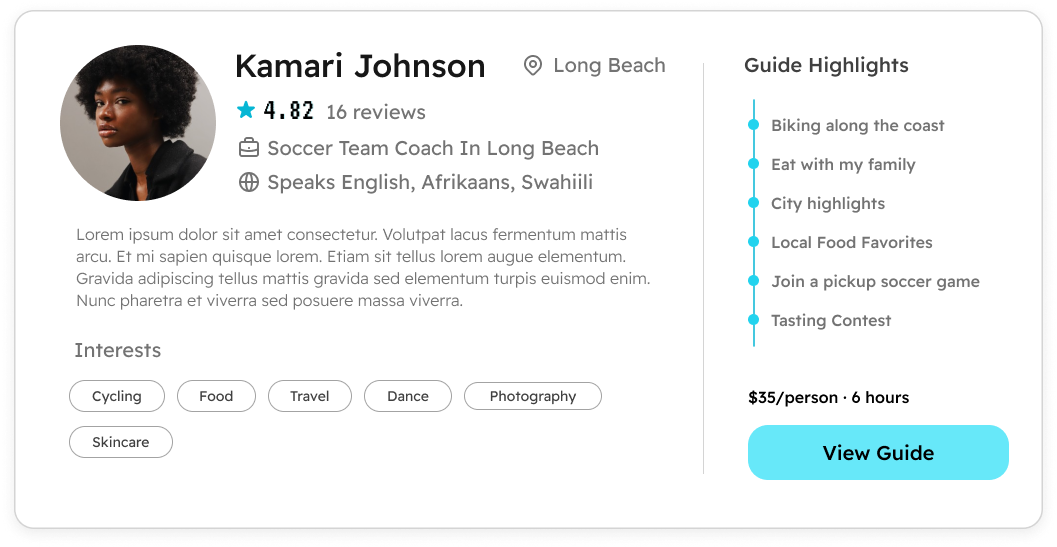 Kamari Johnson
Long Beach
4.82 16 reviews
Soccer Team Coach In Long Beach
Speaks English, Afrikaans, Swahiili
Lorem ipsum dolor sit amet consectetur. Volutpat lacus fermentum mattis
arcu. Et mi sapien quisque lorem. Etiam sit tellus lorem augue elementum.
Gravida adipiscing tellus mattis gravida sed elementum turpis euismod enim.
Nunc pharetra et viverra sed posuere massa viverra.
Interests
Cycling
Food
Travel
Dance
Photography
Skincare
Guide Highlights
Biking along the coast
Eat with my family
City highlights
Local Food Favorites
Join a pickup soccer game
Tasting Contest
$35/person · 6 hours
View Guide